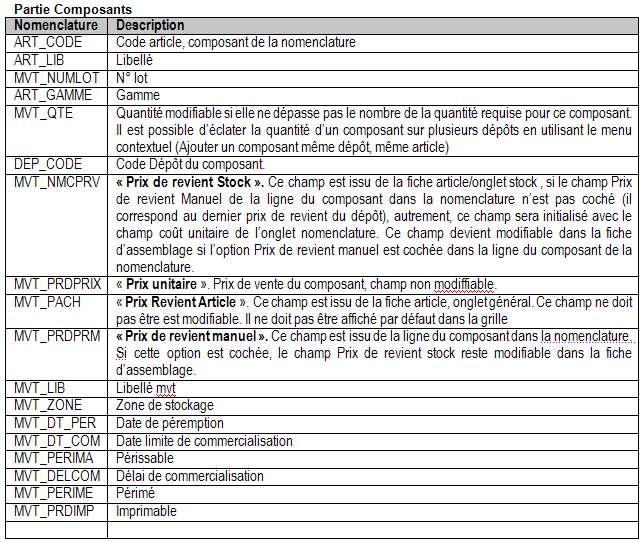 Partie Composants
Nomenclature Description
ART_CODE Code article, composant de la nomenclature
ART_LIB Libellé
MVT_NUMLOT N° lot
ART_GAMME Gamme
MVT_QTE Quantité modifiable si elle ne dépasse pas le nombre de la quantité requise pour ce composant.
Il est possible d'éclater la quantité d'un composant sur plusieurs dépôts en utilisant le menu
contextuel (Ajouter un composant même dépôt, même article)
DEP_CODE Code Dépôt du composant.
MVT_NMCPRV « Prix de revient Stock ». Ce champ est issu de la fiche article/onglet stock , si le champ Prix
de revient Manuel de la ligne du composant dans la nomenclature n'est pas coché (il
correspond au dernier prix de revient du dépôt), autrement, ce champ sera initialisé avec le
champ coût unitaire de l'onglet nomenclature. Ce champ devient modifiable dans la fiche
d'assemblage si l'option Prix de revient manuel est cochée dans la ligne du composant de la
nomenclature.
MVT_PRDPRIX « Prix unitaire ». Prix de vente du composant, champ non modiffiable.
MVT_PACH « Prix Revient Article ». Ce champ est issu de la fiche article, onglet général. Ce champ ne doit
pas être est modifiable. Il ne doit pas être affiché par défaut dans la grille
MVT_PRDPRM « Prix de revient manuel ». Ce champ est issu de la ligne du composant dans la nomenclature.
Si cette option est cochée, le champ Prix de revient stock reste modifiable dans la fiche
d'assemblage.
MVT_LIB Libellé mvt
MVT_ZONE Zone de stockage
MVT_DT_PER Date de péremption
MVT_DT_COM Date limite de commercialisation
MVT_PERIMA Périssable
MVT_DELCOM Délai de commercialisation
MVT_PERIME Périmé
MVT_PRDIMP Imprimable